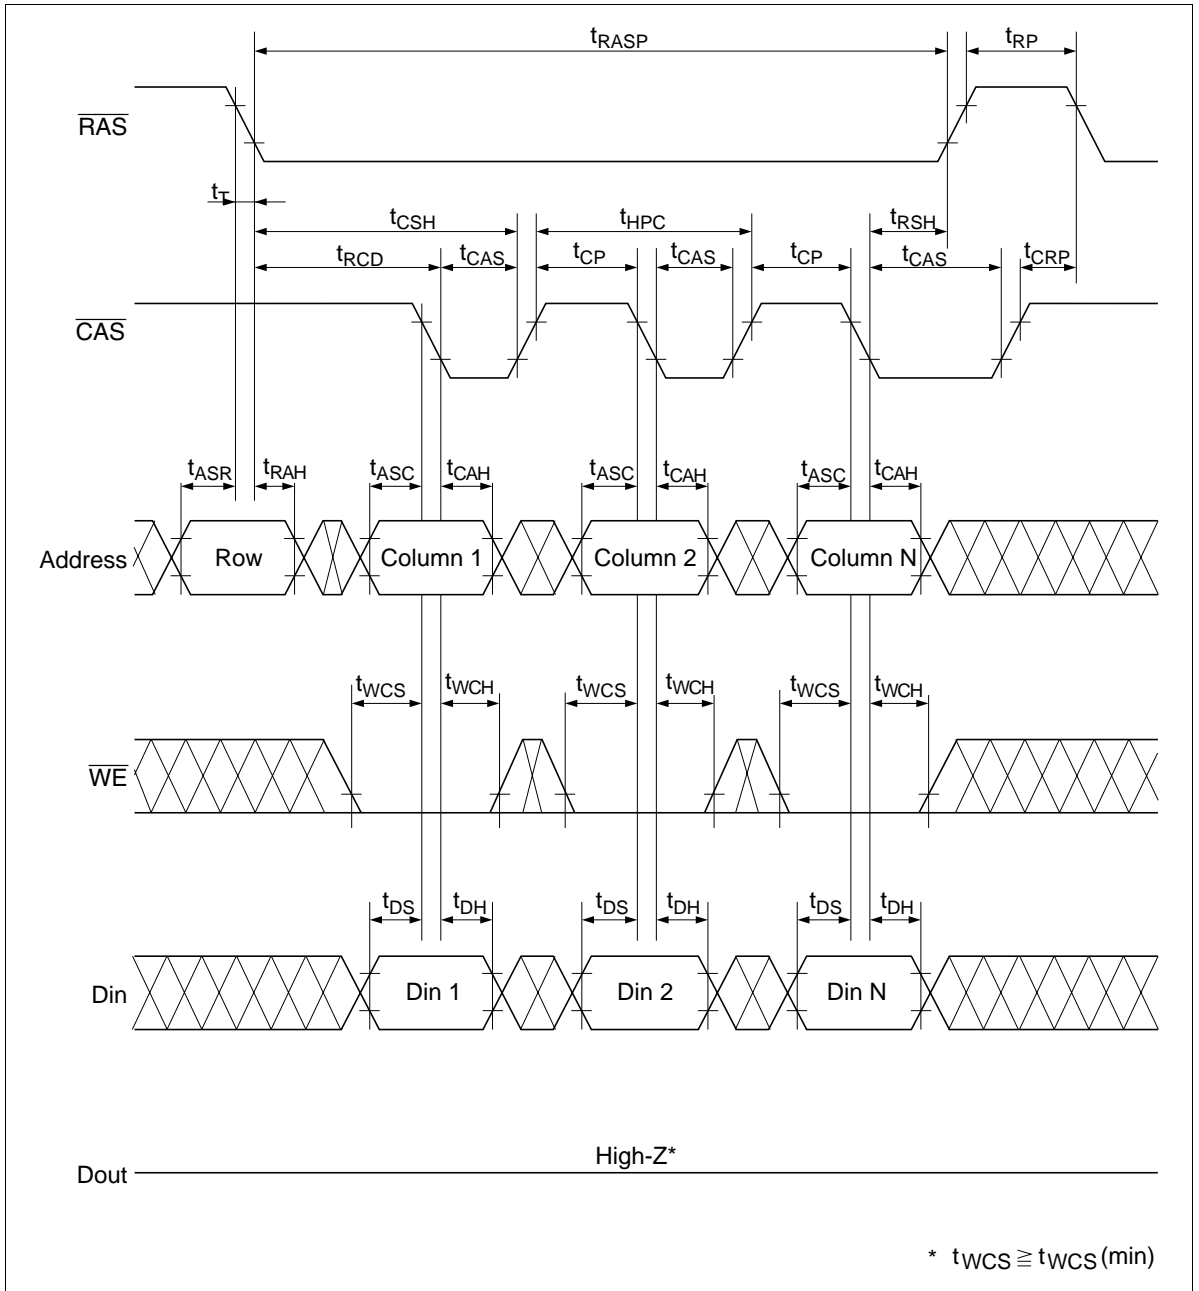 tRASP tRP
RAS
tT
tCSH tHPC tRSH
tRCD tCAS tCP tCAS tCP tCAS tCRP
CAS
tASR tRAH tASC tCAH tASC tCAH tASC tCAH
Address Row Column 1 Column 2 Column N
tWCS tWCH tWCS tWCH tWCS tWCH
WE
tDS tDH tDS tDH tDS tDH
Din Din 1 Din 2 Din N
High-Z*
Dout
* tWCS ≧ tWCS (min)